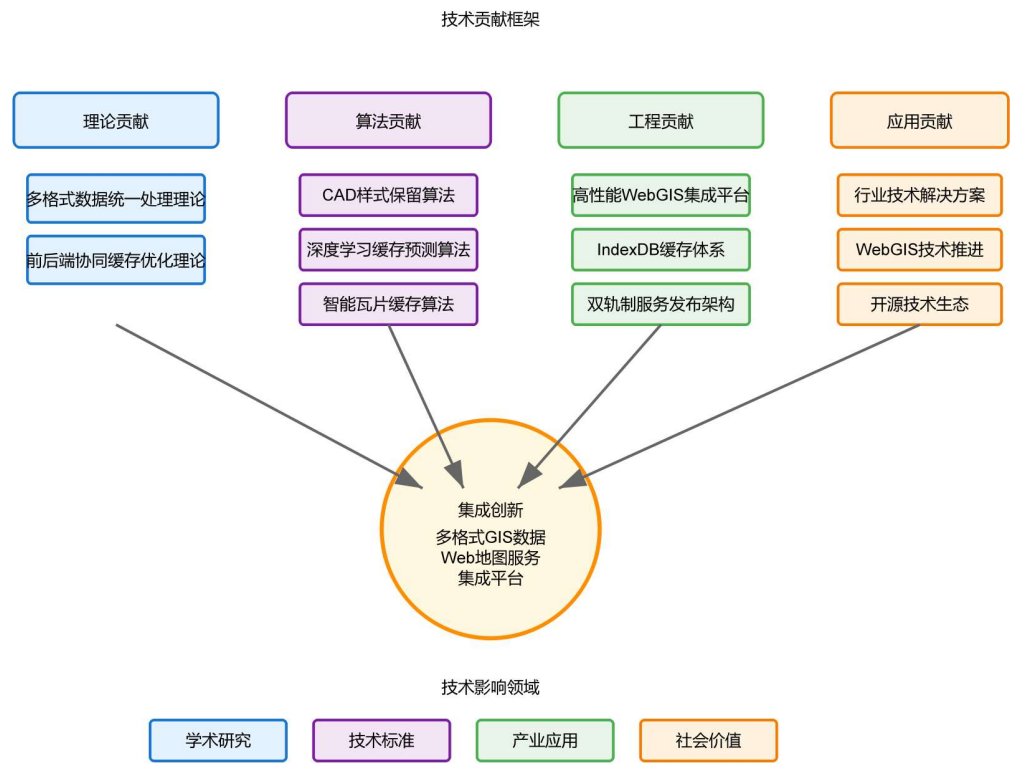 技术贡献框架
理论贡献
算法贡献
工程贡献
应用贡献
多格式数据统一处理理论
前后端协同缓存优化理论
CAD样式保留算法
深度学习缓存预测算法
智能瓦片缓存算法
高性能WebGIS集成平台
IndexDB缓存体系
双轨制服务发布架构
行业技术解决方案
WebGIS技术推进
开源技术生态
集成创新
多格式GIS数据
Web地图服务
集成平台
技术影响领域
学术研究
技术标准
产业应用
社会价值